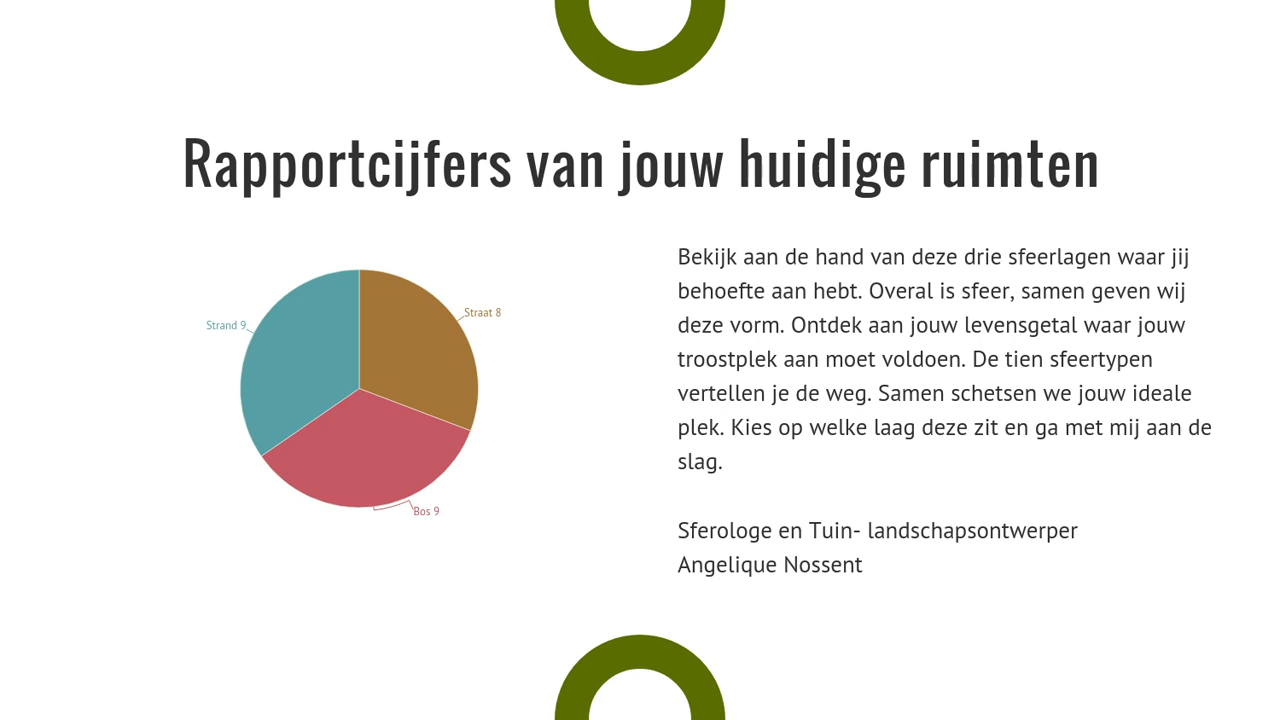 Rapportcijfers van jouw huidige ruimten
Strand 9
Straat 8
Bos 9
Bekijk aan de hand van deze drie sfeerlagen waar jij
behoefte aan hebt. Overal is sfeer, samen geven wij
deze vorm. Ontdek aan jouw levensgetal waar jouw
troostplek aan moet voldoen. De tien sfeertypen
vertellen je de weg. Samen schetsen we jouw ideale
plek. Kies op welke laag deze zit en ga met mij aan de
slag.
Sferologe en Tuin- landschapsontwerper
Angelique Nossent